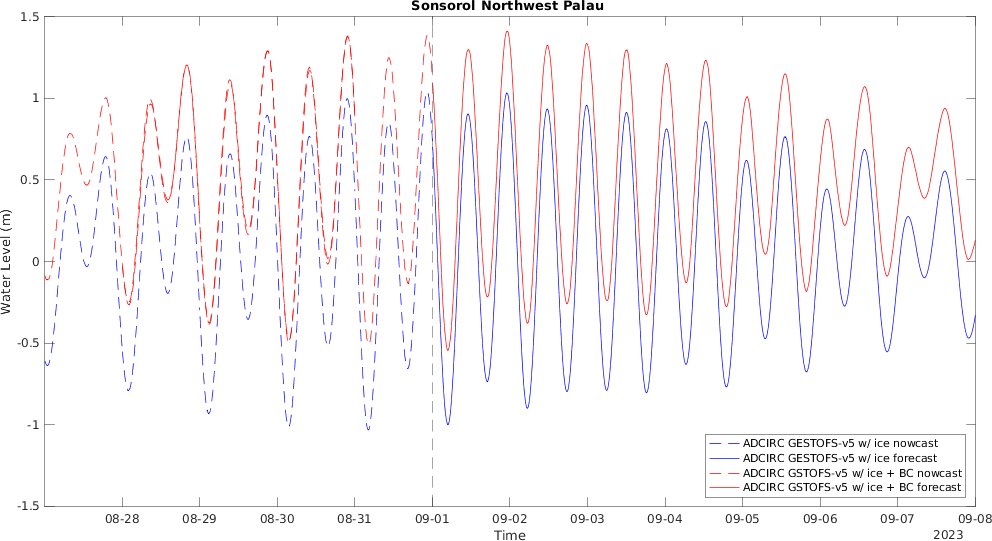 Sonsorol Northwest Palau
1.5
1
0.5
0
-0.5
-1
-1.5
Water Level (m)
ADCIRC GESTOFS-v5 w/ ice nowcast
ADCIRC GESTOFS-v5 w/ ice forecast
ADCIRC GSTOFS-v5 w/ ice + BC nowcast
ADCIRC GSTOFS-v5 w/ ice + BC forecast
08-28 08-29 08-30 08-31 09-01 09-02 09-03 09-04 09-05 09-06 09-07 09-08
Time
2023